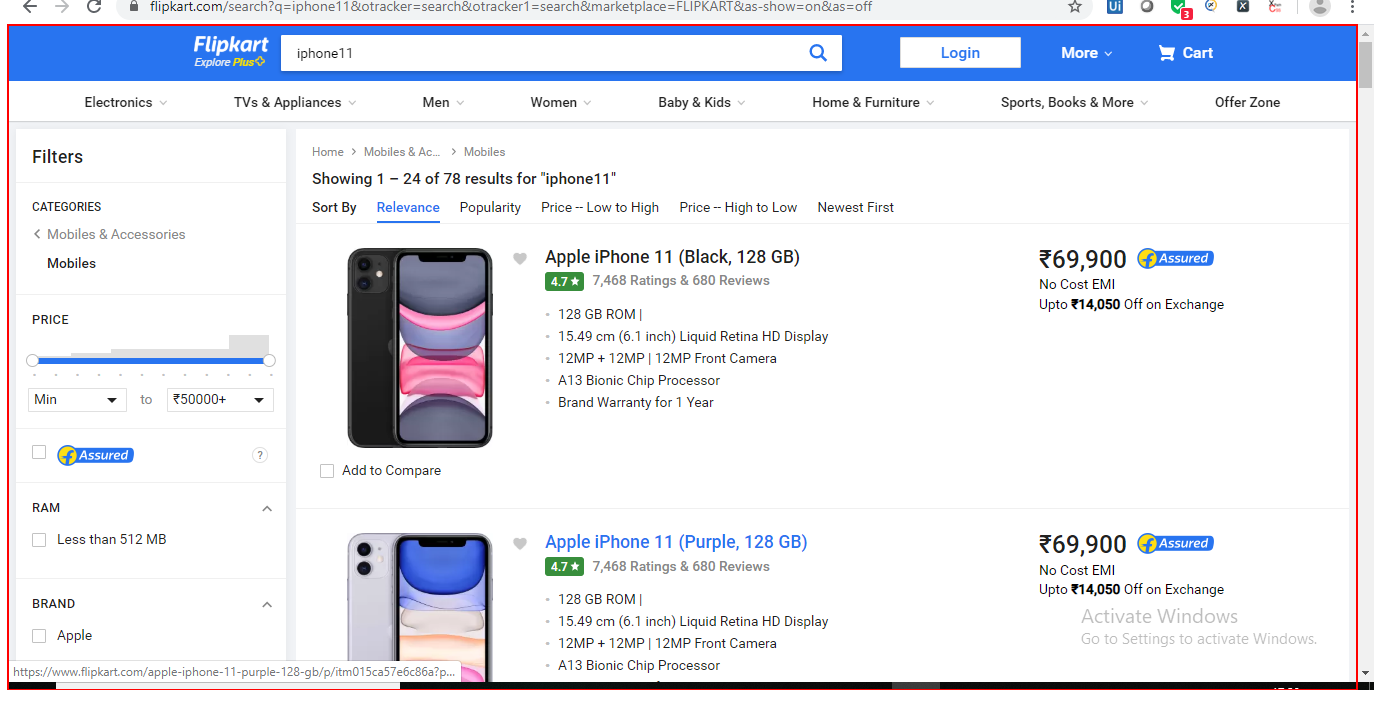 flipkart.com/search?q=iphone11&otracker=search&otracker1=search&marketplace=FLIPKART&as-show=on&as=off
Ui
3
Flipkart
Explore Plus
iphone11
Login
More
Cart
Electronics
TVs & Appliances
Men
Women
Baby & Kids
Home & Furniture
Sports, Books & More
Offer Zone
Filters
CATEGORIES
Mobiles & Accessories
Mobiles
PRICE
Min
to
₹50000+
Assured
?
RAM
Less than 512 MB
BRAND
Apple
Home > Mobiles & Ac... > Mobiles
Showing 1 – 24 of 78 results for "iphone11"
Sort By Relevance Popularity Price -- Low to High Price -- High to Low Newest First
Apple iPhone 11 (Black, 128 GB)
4.7★ 7,468 Ratings & 680 Reviews
128 GB ROM |
15.49 cm (6.1 inch) Liquid Retina HD Display
12MP + 12MP | 12MP Front Camera
A13 Bionic Chip Processor
Brand Warranty for 1 Year
₹69,900 Assured
No Cost EMI
Upto ₹14,050 Off on Exchange
Add to Compare
Apple iPhone 11 (Purple, 128 GB)
4.7★ 7,468 Ratings & 680 Reviews
128 GB ROM |
15.49 cm (6.1 inch) Liquid Retina HD Display
12MP + 12MP | 12MP Front Camera
A13 Bionic Chip Processor
₹69,900 Assured
No Cost EMI
Upto ₹14,050 Off on Exchange
Activate Windows
Go to Settings to activate Windows.
https://www.flipkart.com/apple-iphone-11-purple-128-gb/p/itm015ca57e6c86a?p...